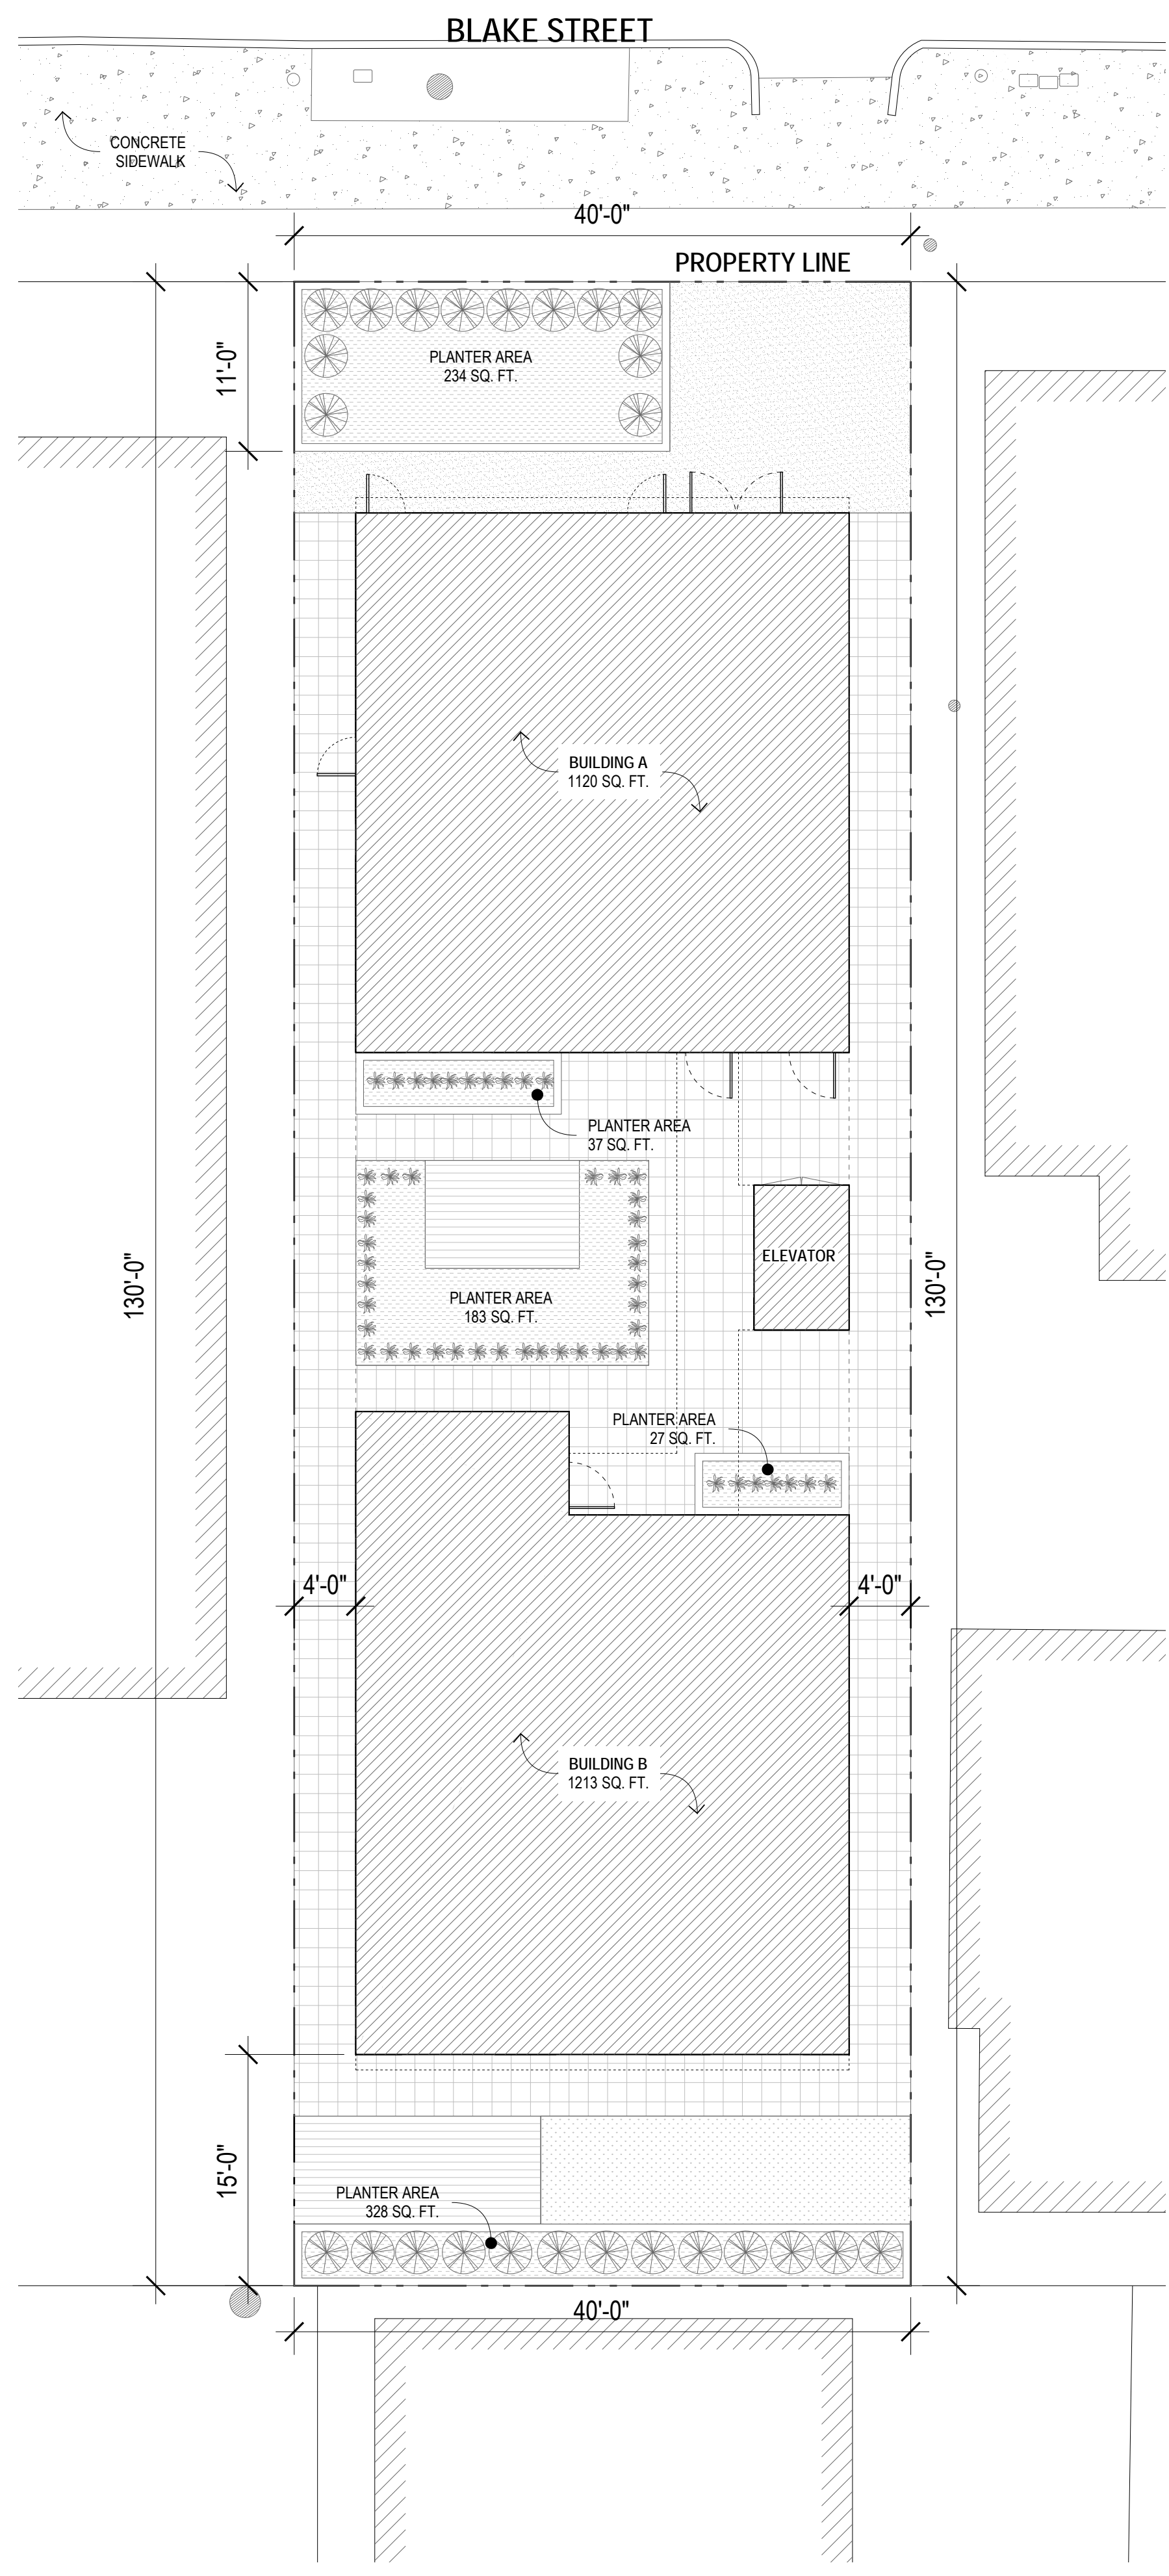 BLAKE STREET
CONCRETE
SIDEWALK
40'-0"
PROPERTY LINE
11'-0"
PLANTER AREA
234 SQ. FT.
BUILDING A
1120 SQ. FT.
PLANTER AREA
37 SQ. FT.
130'-0"
ELEVATOR
130'-0"
PLANTER AREA
183 SQ. FT.
PLANTER AREA
27 SQ. FT.
4'-0"
4'-0"
BUILDING B
1213 SQ. FT.
15'-0"
PLANTER AREA
328 SQ. FT.
40'-0"